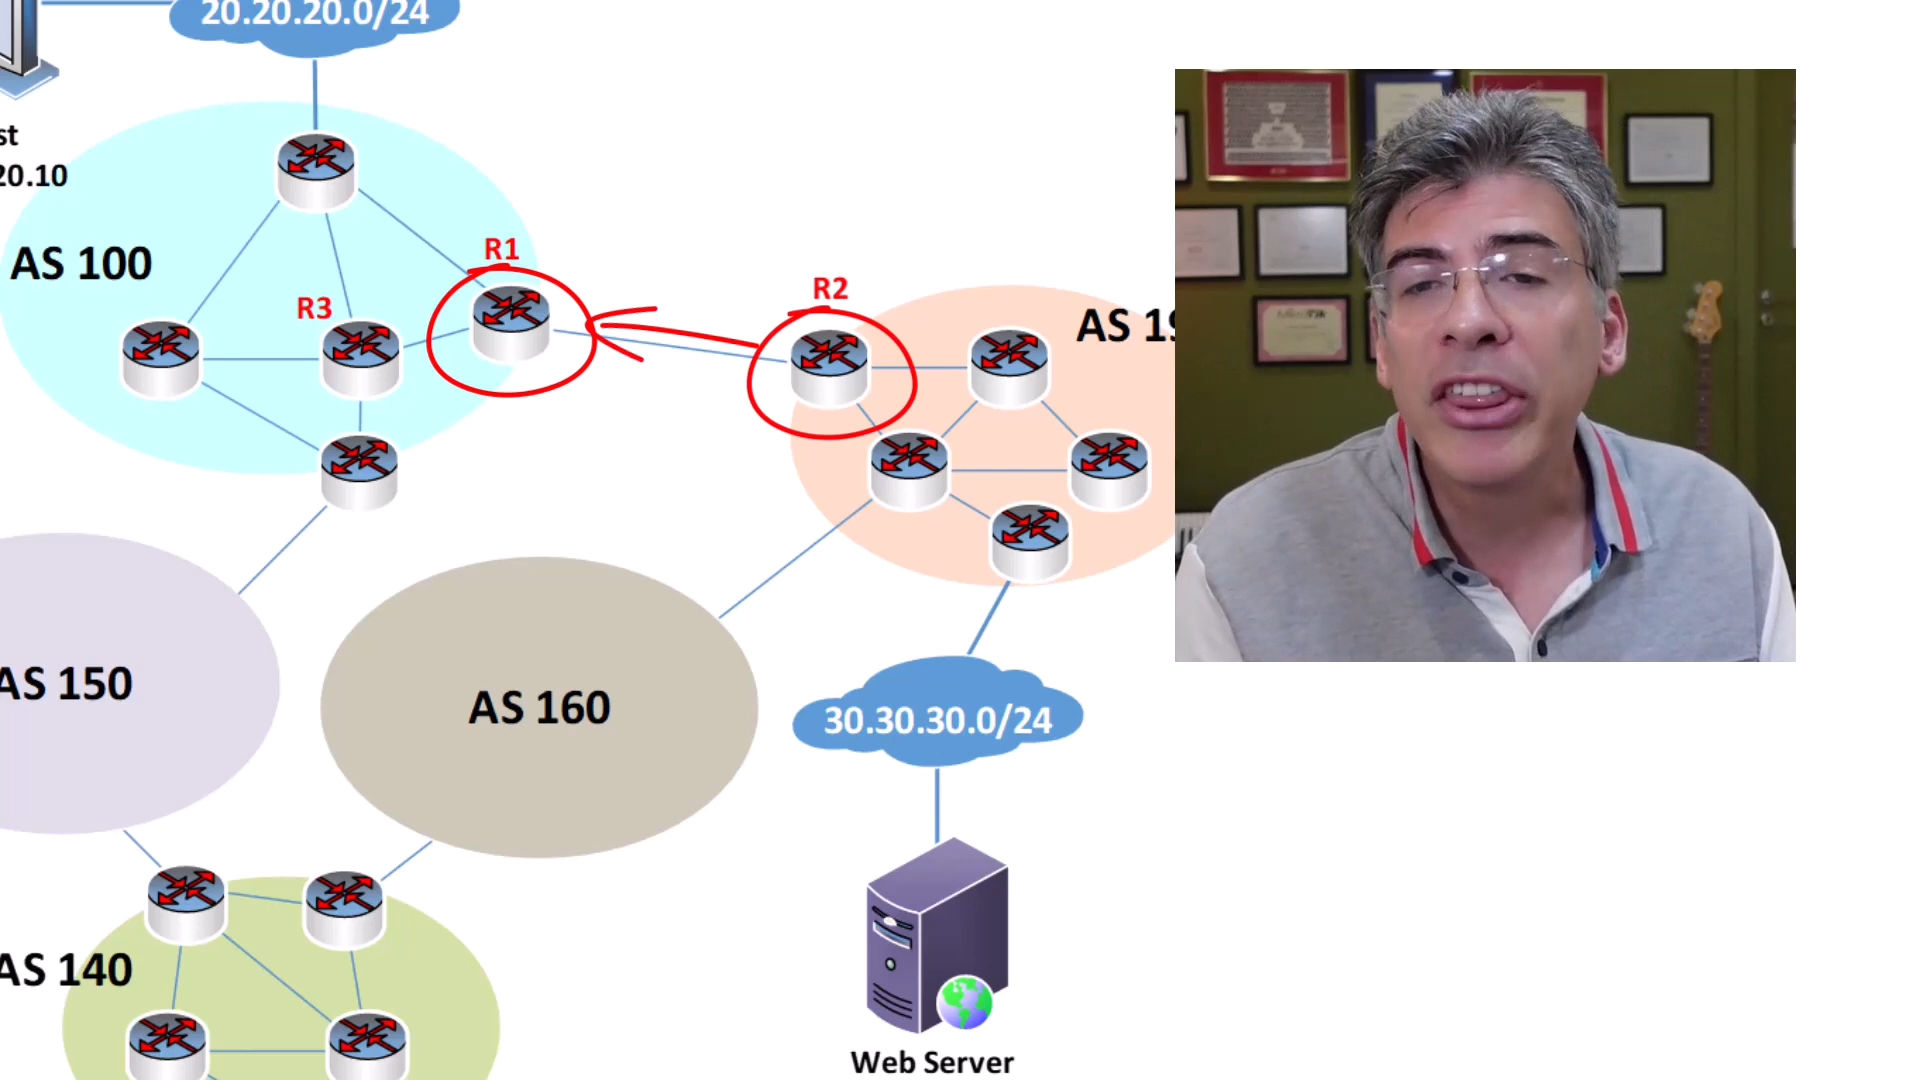 20.20.20.0/24
st
20.10
AS 100
R1
R3
R2
AS 19
AS 150
AS 160
30.30.30.0/24
AS 140
Web Server